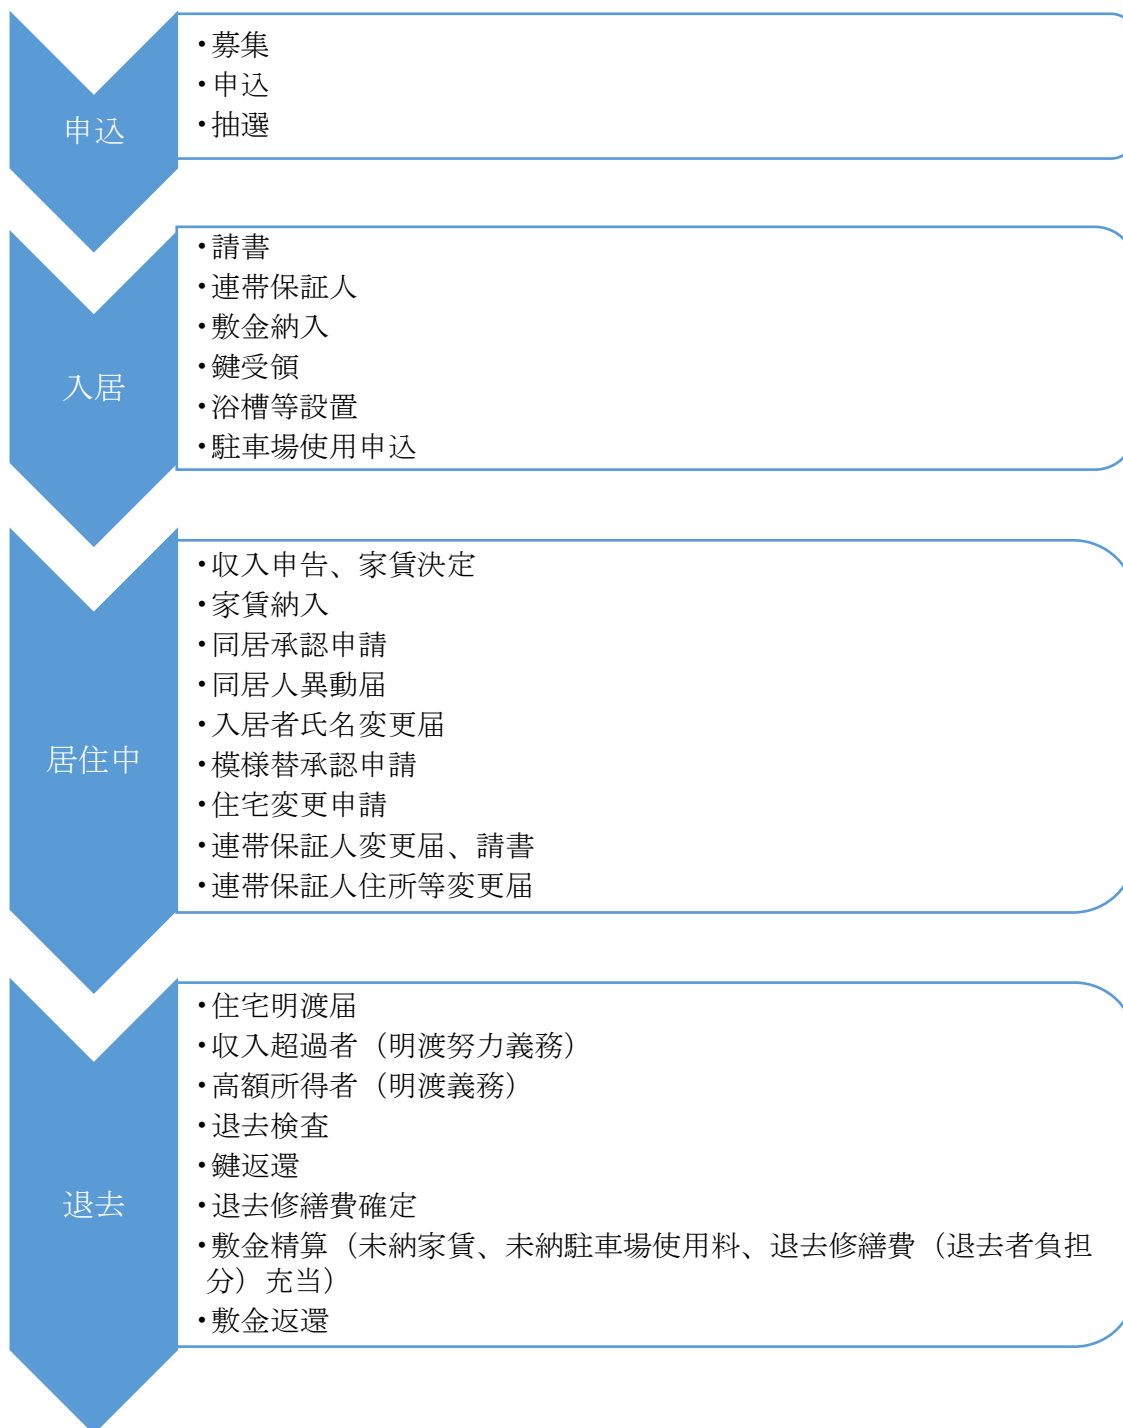 申込
・募集
・申込
・抽選
入居
・請書
・連帯保証人
・敷金納入
・鍵受領
・浴槽等設置
・駐車場使用申込
居住中
・収入申告、家賃決定
・家賃納入
・同居承認申請
・同居人異動届
・入居者氏名変更届
・模様替承認申請
・住宅変更申請
・連帯保証人変更届、請書
・連帯保証人住所等変更届
退去
・住宅明渡届
・収入超過者（明渡努力義務）
・高額所得者（明渡義務）
・退去検査
・鍵返還
・退去修繕費確定
・敷金精算（未納家賃、未納駐車場使用料、退去修繕費（退去者負担
分）充当）
・敷金返還